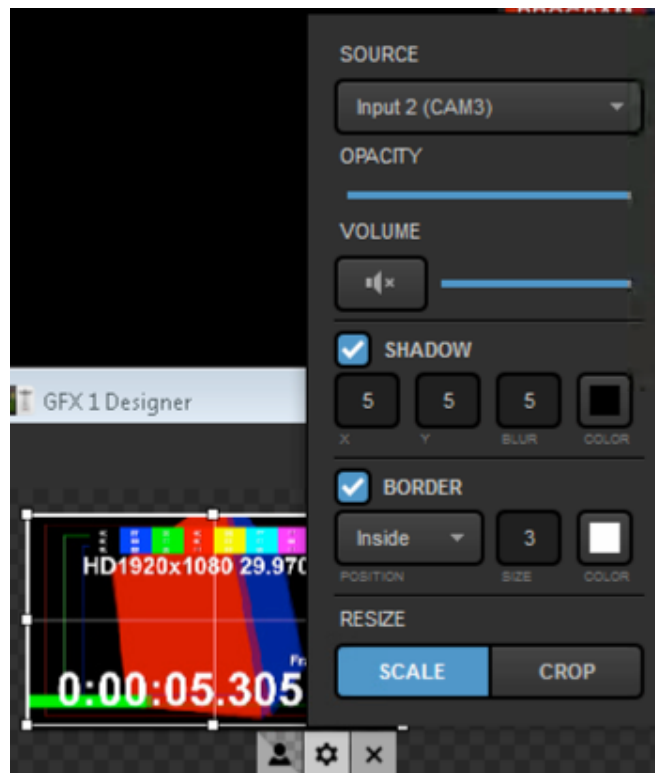 SOURCE
Input 2 (CAM3)
OPACITY
VOLUME
SHADOW
5 5 5
X Y BLUR COLOR
GFX 1 Designer
BORDER
Inside 3
POSITION SIZE COLOR
HD1920x1080 29.970
RESIZE
SCALE CROP
Fra
0:00:05.305